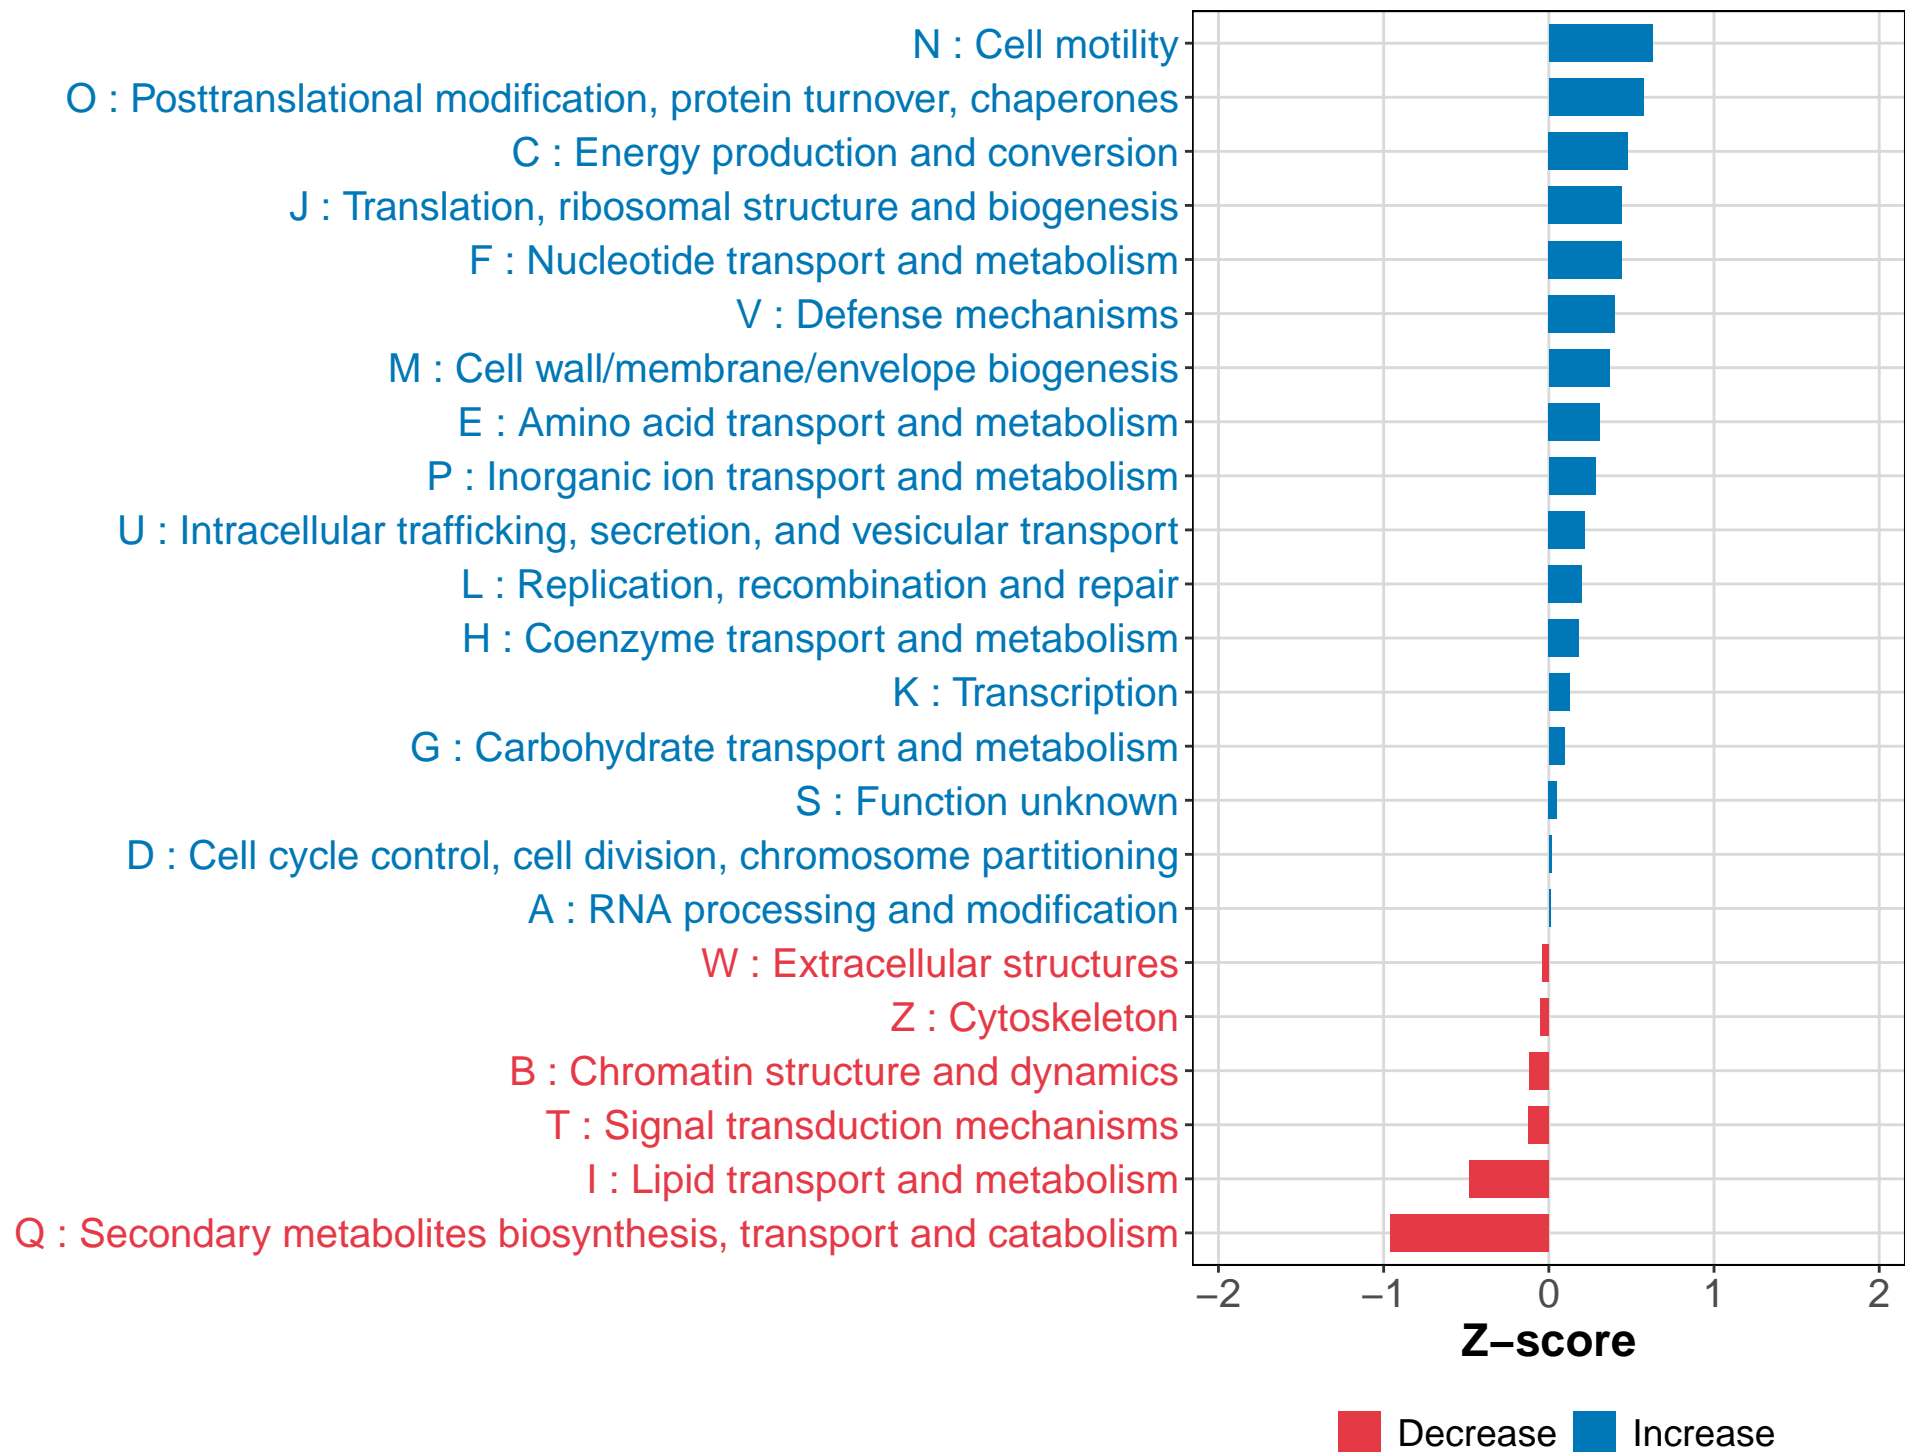 N : Cell motility
O : Posttranslational modification, protein turnover, chaperones
C : Energy production and conversion
J : Translation, ribosomal structure and biogenesis
F : Nucleotide transport and metabolism
V : Defense mechanisms
M : Cell wall/membrane/envelope biogenesis
E : Amino acid transport and metabolism
P : Inorganic ion transport and metabolism
U : Intracellular trafficking, secretion, and vesicular transport
L : Replication, recombination and repair
H : Coenzyme transport and metabolism
K : Transcription
G : Carbohydrate transport and metabolism
S : Function unknown
D : Cell cycle control, cell division, chromosome partitioning
A : RNA processing and modification
W : Extracellular structures
Z : Cytoskeleton
B : Chromatin structure and dynamics
T : Signal transduction mechanisms
I : Lipid transport and metabolism
Q : Secondary metabolites biosynthesis, transport and catabolism
−2 −1 0 1 2
Z−score
Decrease Increase